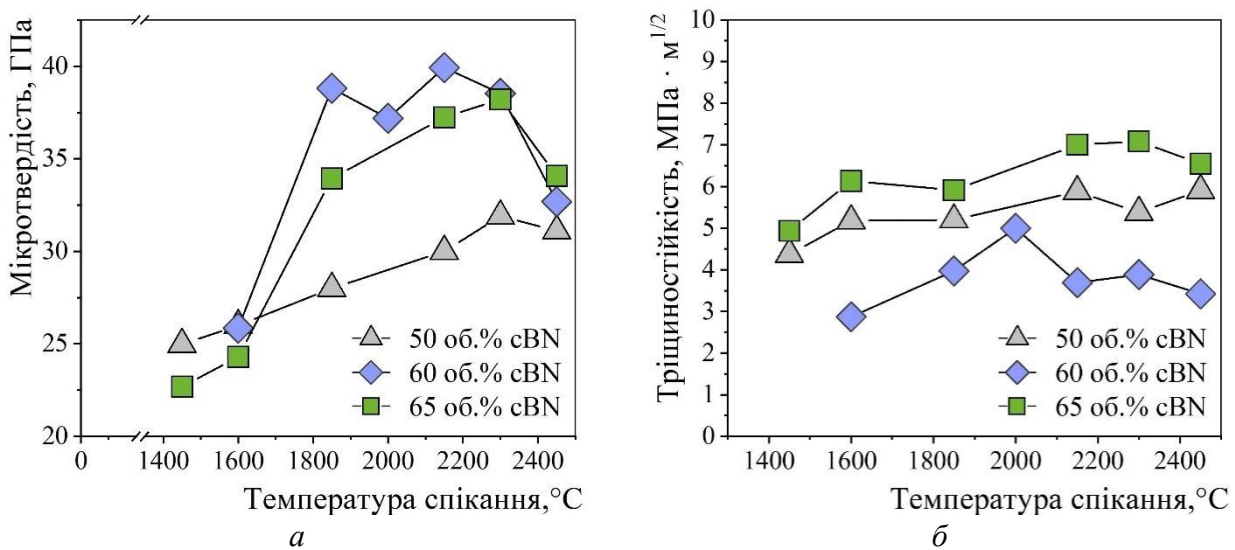 Мікротвердість, ГПа
40
35
30
25
20
0
1400
1600
1800
2000
2200
2400
50 об.% cBN
60 об.% cBN
65 об.% cBN
Температура спікання,°C
а
Тріщиностійкість, МПа · м1/2
10
9
8
7
6
5
4
3
2
1
0
1400
1600
1800
2000
2200
2400
50 об.% cBN
60 об.% cBN
65 об.% cBN
Температура спікання,°C
б